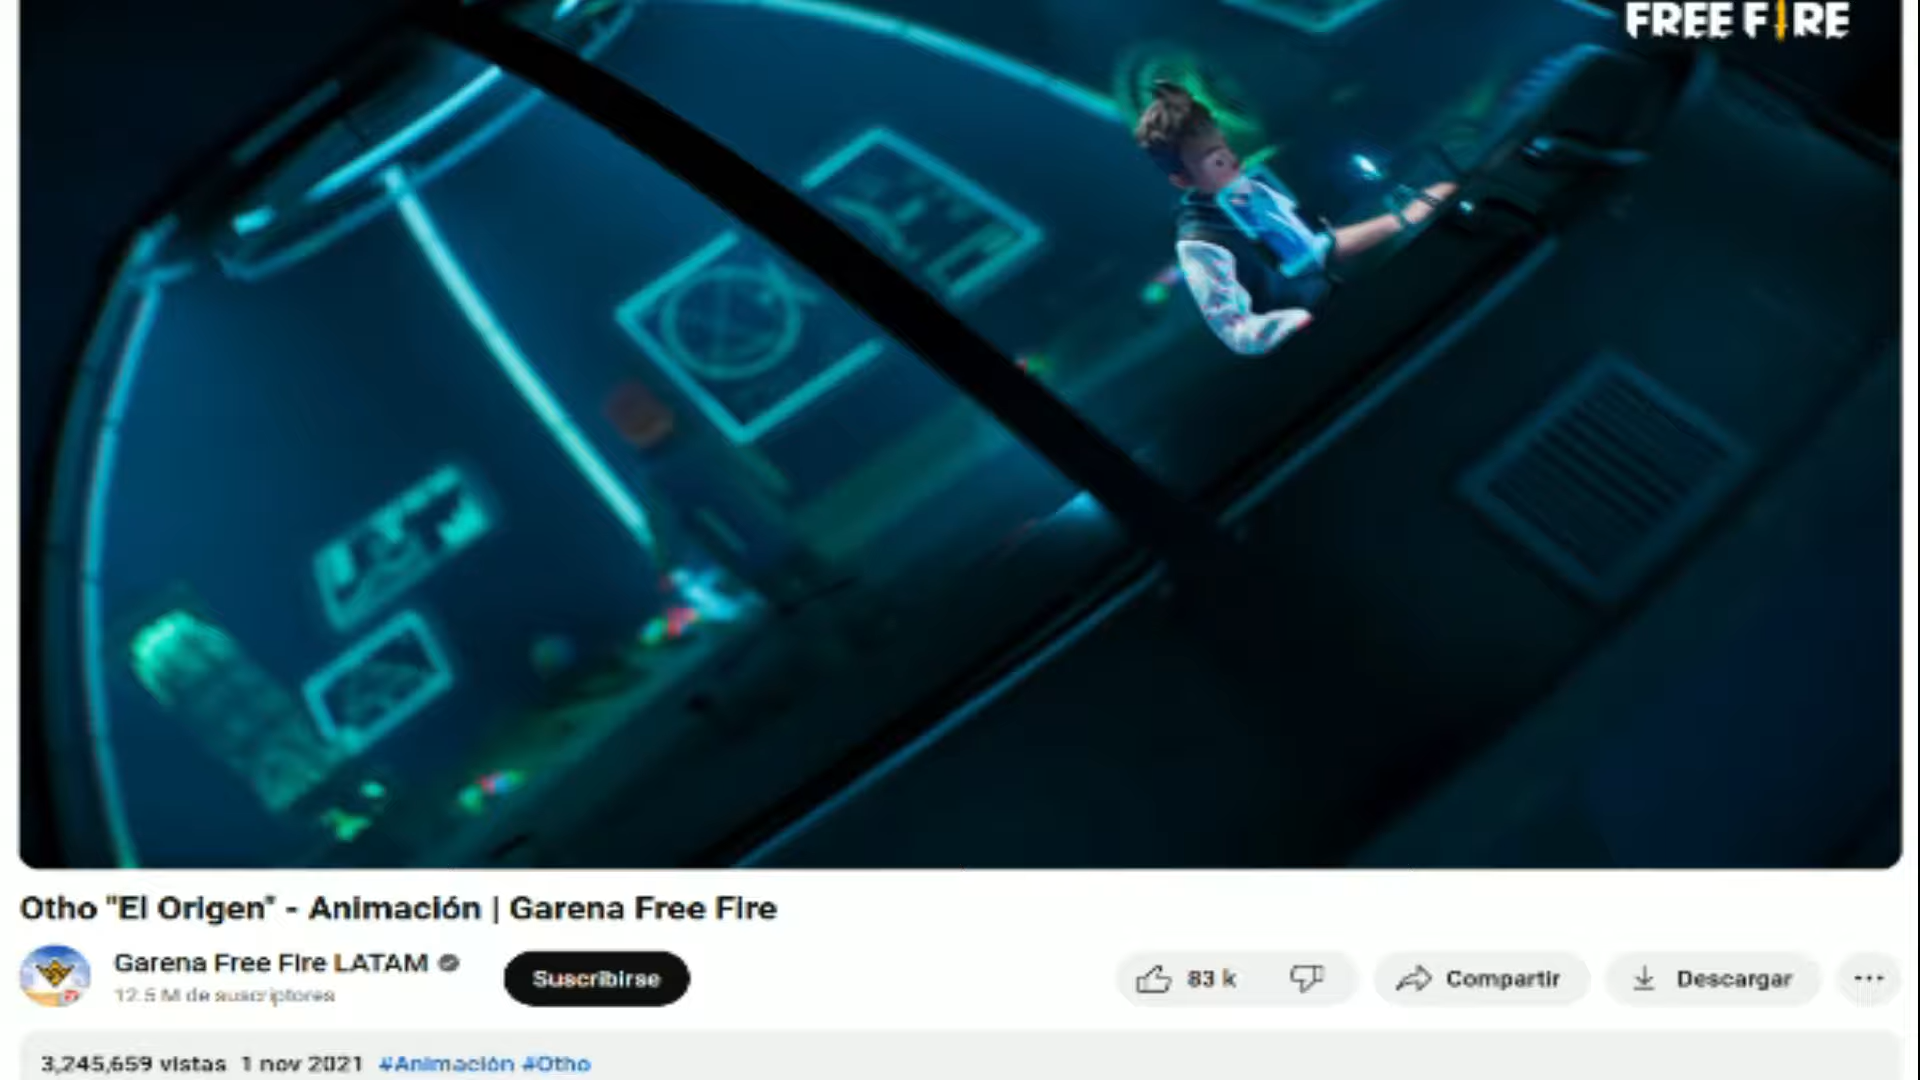 FREE FIRE
Otho "El Origen" - Animación | Garena Free Fire
Garena Free Fire LATAM
12.5 M de suscriptores
Suscribirse
83 k
Compartir
Descargar
3,245,659 vistas 1 nov 2021 #Animación #Otho